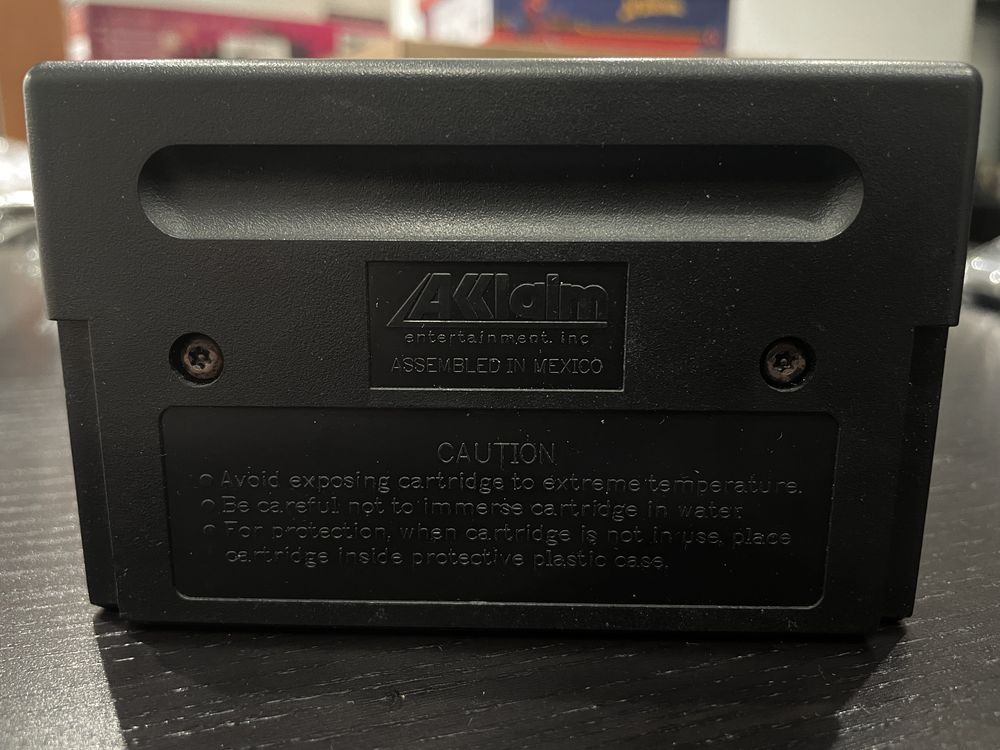 AKKlaim
entertainment, inc
ASSEMBLED IN MEXICO
CAUTION
• Avoid exposing cartridge to extreme temperature.
• Be careful not to immerse cartridge in water.
• For protection, when cartridge is not in use, place
cartridge inside protective plastic case.